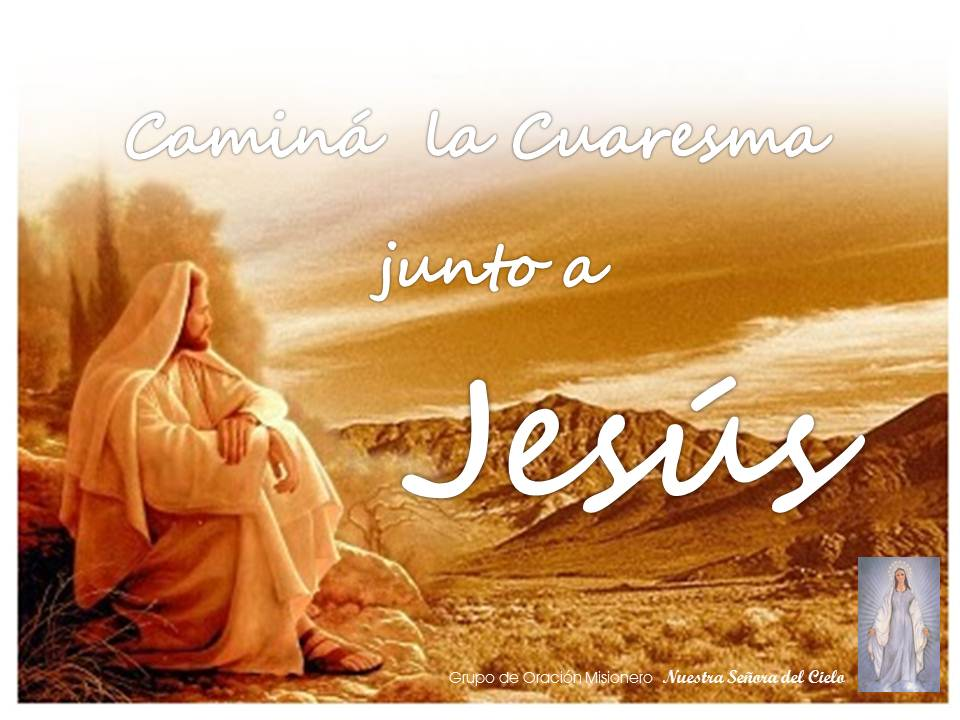 Caminá la Cuaresma
junto a
Jesús
Grupo de Oración Misionero Nuestra Señora del Cielo